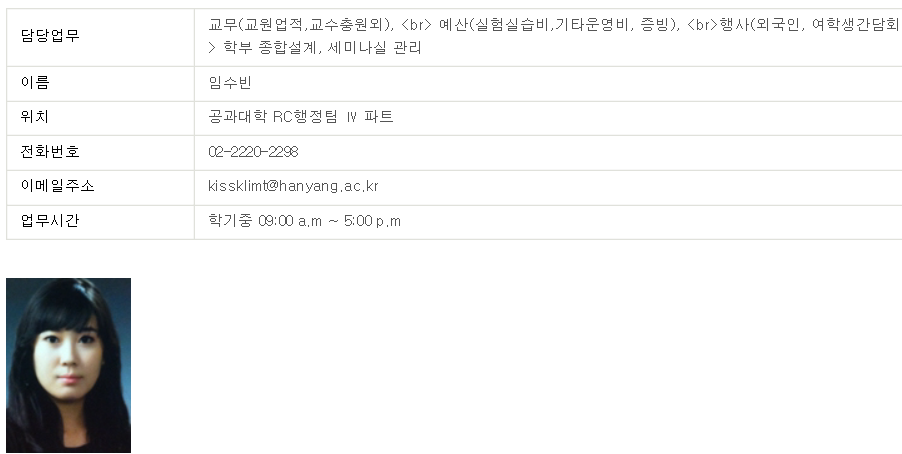 담당업무
교무(교원업적,교수충원외), <br> 예산(실험실습비,기타운영비, 증빙), <br>행사(외국인, 여학생간담회
> 학부 종합설계, 세미나실 관리
이름
임수빈
위치
공과대학 RC행정팀 Ⅳ 파트
전화번호
02-2220-2298
이메일주소
kissklimt@hanyang.ac.kr
업무시간
학기중 09:00 a.m ~ 5:00 p.m